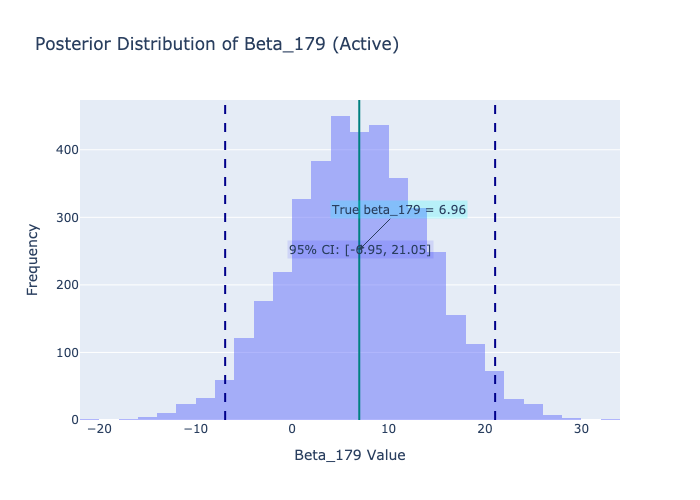 Posterior Distribution of Beta_179 (Active)
400
300
200
100
0
Frequency
True beta_179 = 6.96
95% CI: [-6.95, 21.05]
−20
−10
0
10
20
30
Beta_179 Value